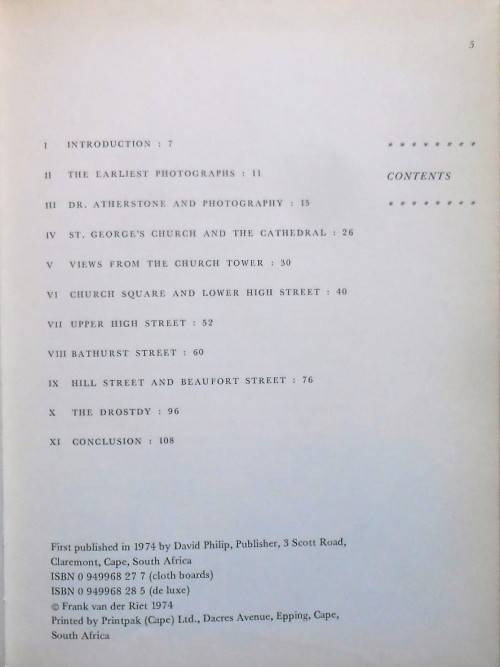 5
I INTRODUCTION : 7
* * * * * * * *
II THE EARLIEST PHOTOGRAPHS : 11
CONTENTS
III DR. ATHERSTONE AND PHOTOGRAPHY : 15
* * * * * * * *
IV ST. GEORGE'S CHURCH AND THE CATHEDRAL : 26
V VIEWS FROM THE CHURCH TOWER : 30
VI CHURCH SQUARE AND LOWER HIGH STREET : 40
VII UPPER HIGH STREET : 52
VIII BATHURST STREET : 60
IX HILL STREET AND BEAUFORT STREET : 76
X THE DROSTDY : 96
XI CONCLUSION : 108
First published in 1974 by David Philip, Publisher, 3 Scott Road,
Claremont, Cape, South Africa
ISBN 0 949968 27 7 (cloth boards)
ISBN 0 949968 28 5 (de luxe)
© Frank van der Riet 1974
Printed by Printpak (Cape) Ltd., Dacres Avenue, Epping, Cape,
South Africa